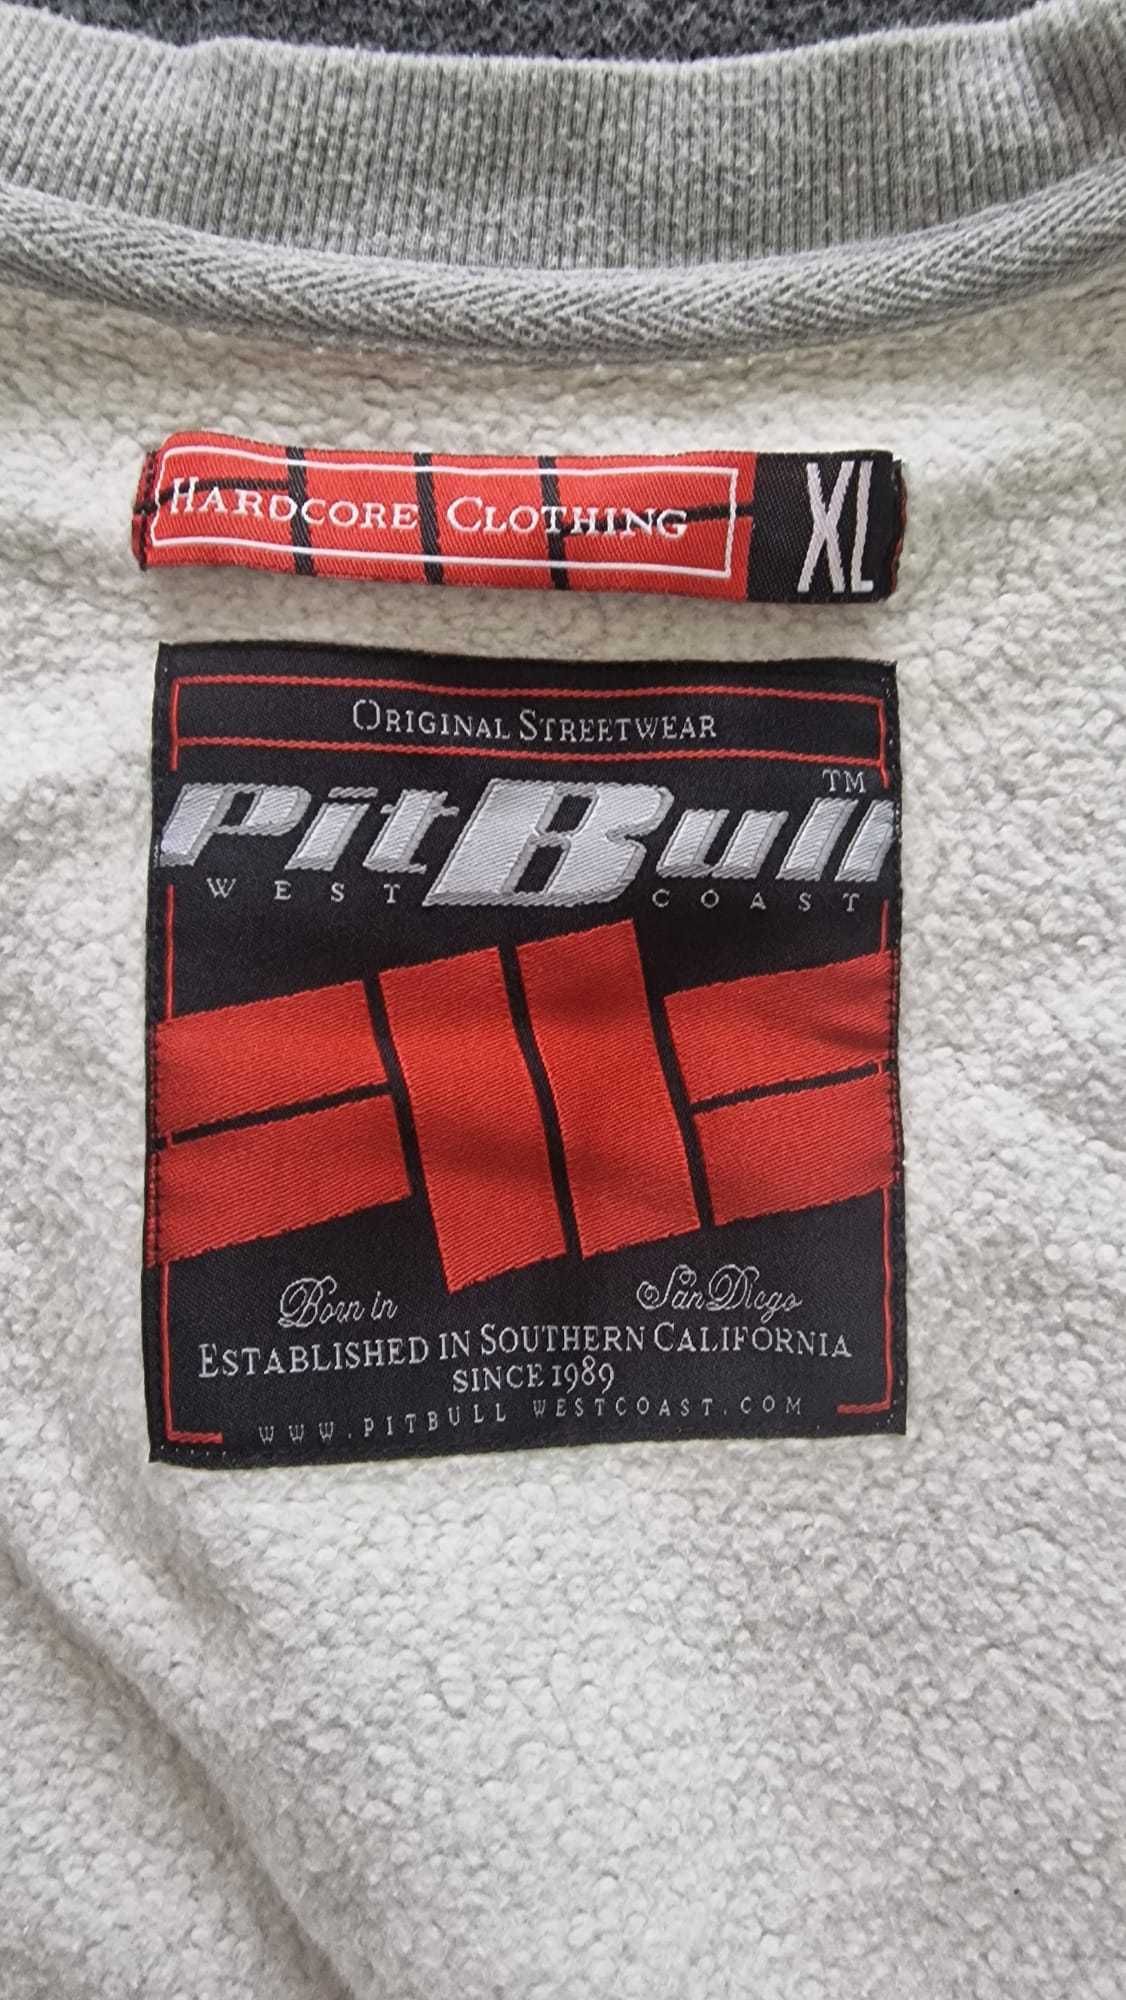 HARDCORE CLOTHING XL
ORIGINAL STREETWEAR
PitBull TM
WEST COAST
Born in San Diego
ESTABLISHED IN SOUTHERN CALIFORNIA
SINCE 1989
WWW.PITBULL WESTCOAST.COM